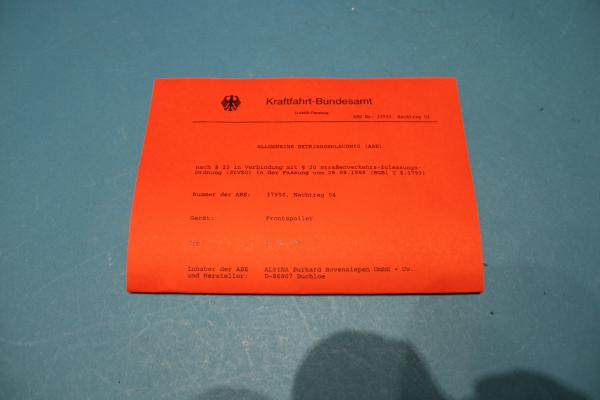 Kraftfahrt-Bundesamt
ABE Nr. 37950, Nachtrag 04
ALLGEMEINE BETRIEBSERLAUBNIS (ABE)
nach § 22 in Verbindung mit § 20 Straßenverkehrs-Zulassungs-
Ordnung (StVZO) in der Fassung vom 28.09.1988 (BGBl I S.1793)
Nummer der ABE: 37950, Nachtrag 04
Gerät: Frontspoiler
Typ:
Inhaber der ABE ALPINA Burkard Bovensiepen GmbH + Co.
und Hersteller: D-86807 Buchloe